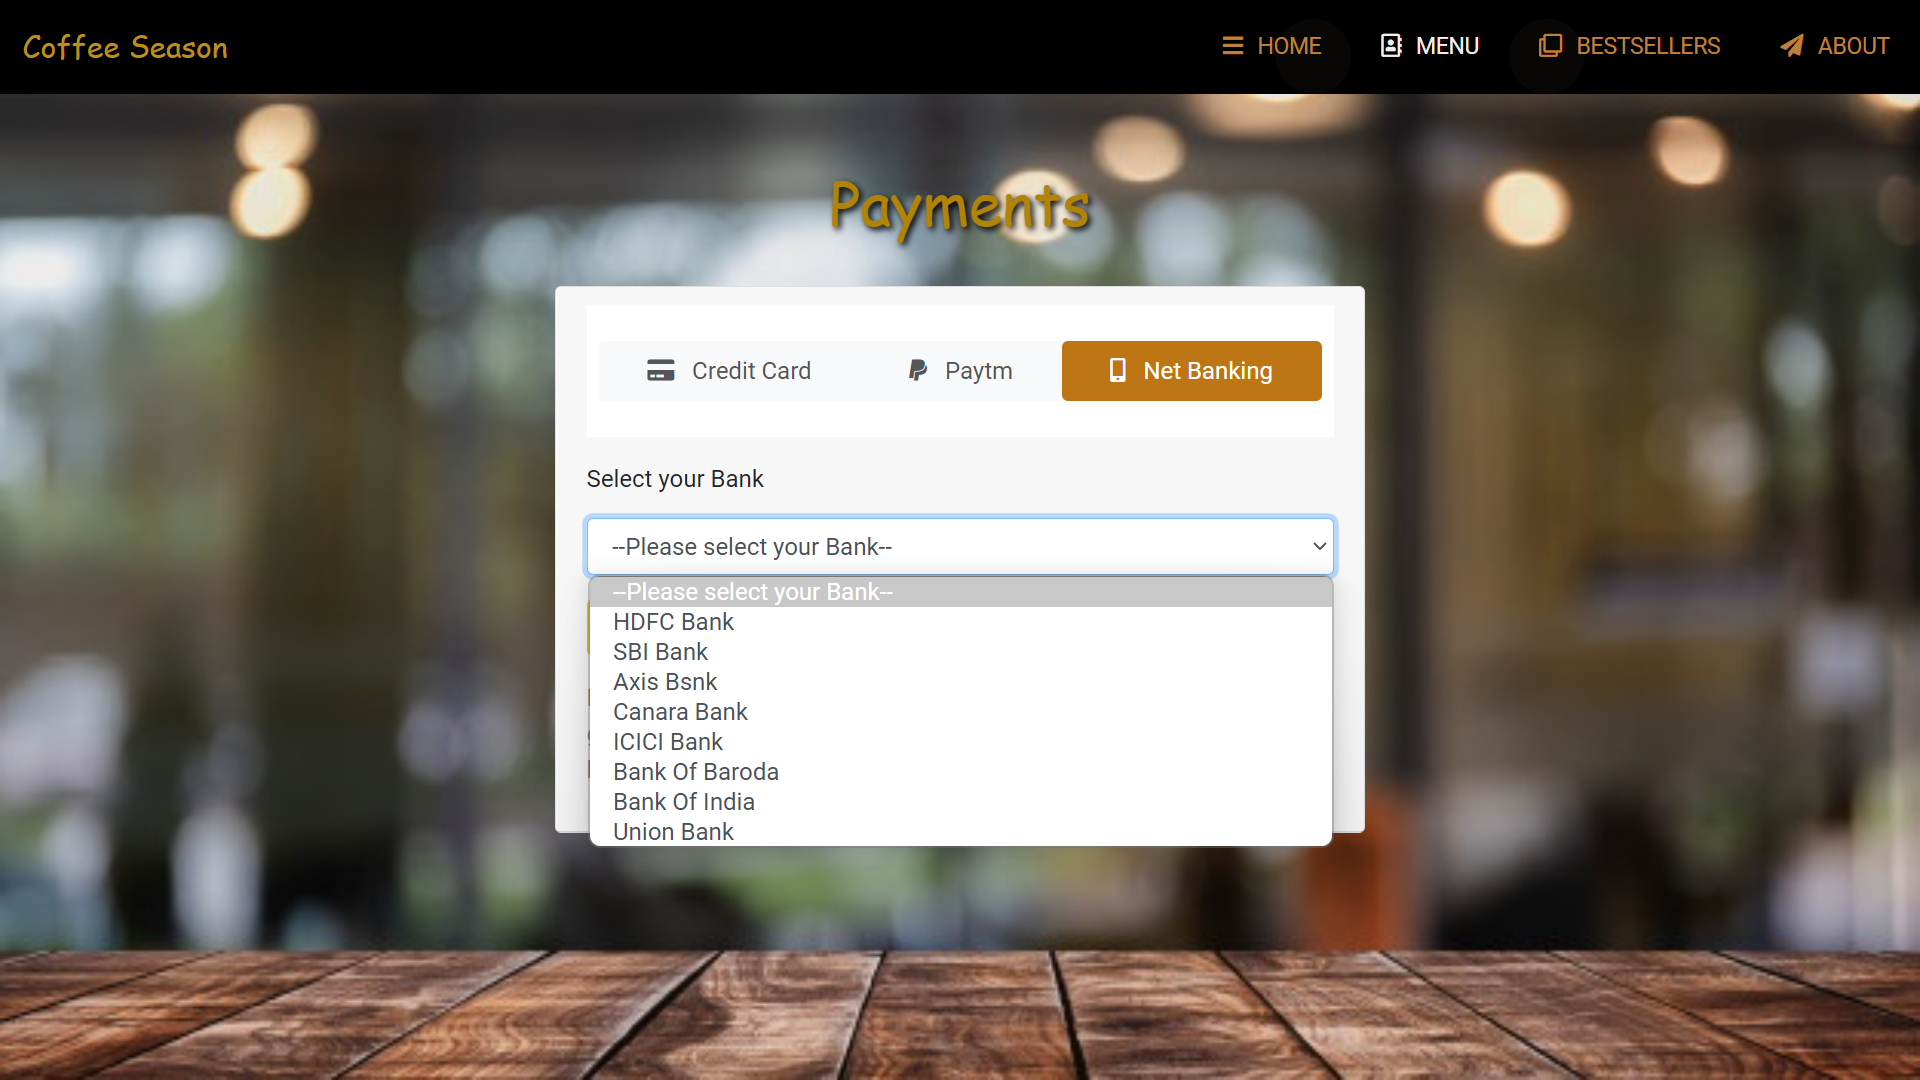 Coffee Season
HOME
MENU
BESTSELLERS
ABOUT
Payments
Credit Card
Paytm
Net Banking
Select your Bank
--Please select your Bank--
--Please select your Bank--
HDFC Bank
SBI Bank
Axis Bsnk
Canara Bank
ICICI Bank
Bank Of Baroda
Bank Of India
Union Bank